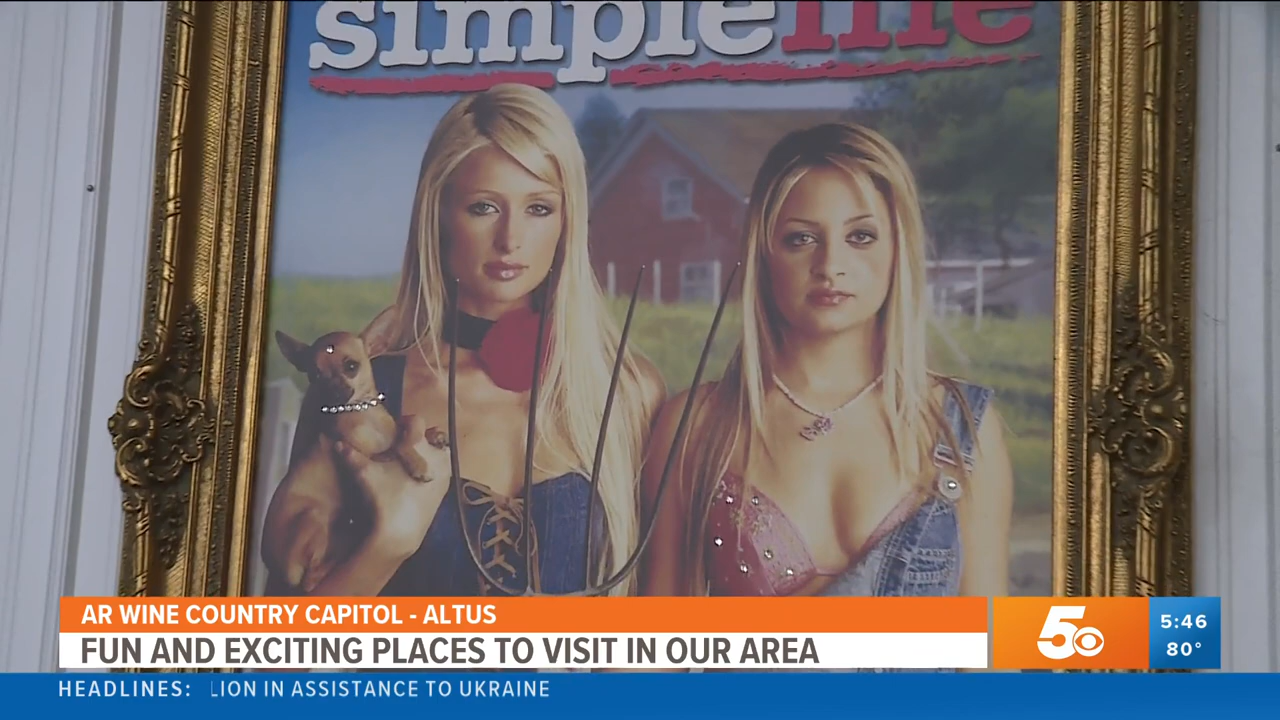 simple life
AR WINE COUNTRY CAPITOL - ALTUS
FUN AND EXCITING PLACES TO VISIT IN OUR AREA
5
5:46
80°
HEADLINES: LION IN ASSISTANCE TO UKRAINE